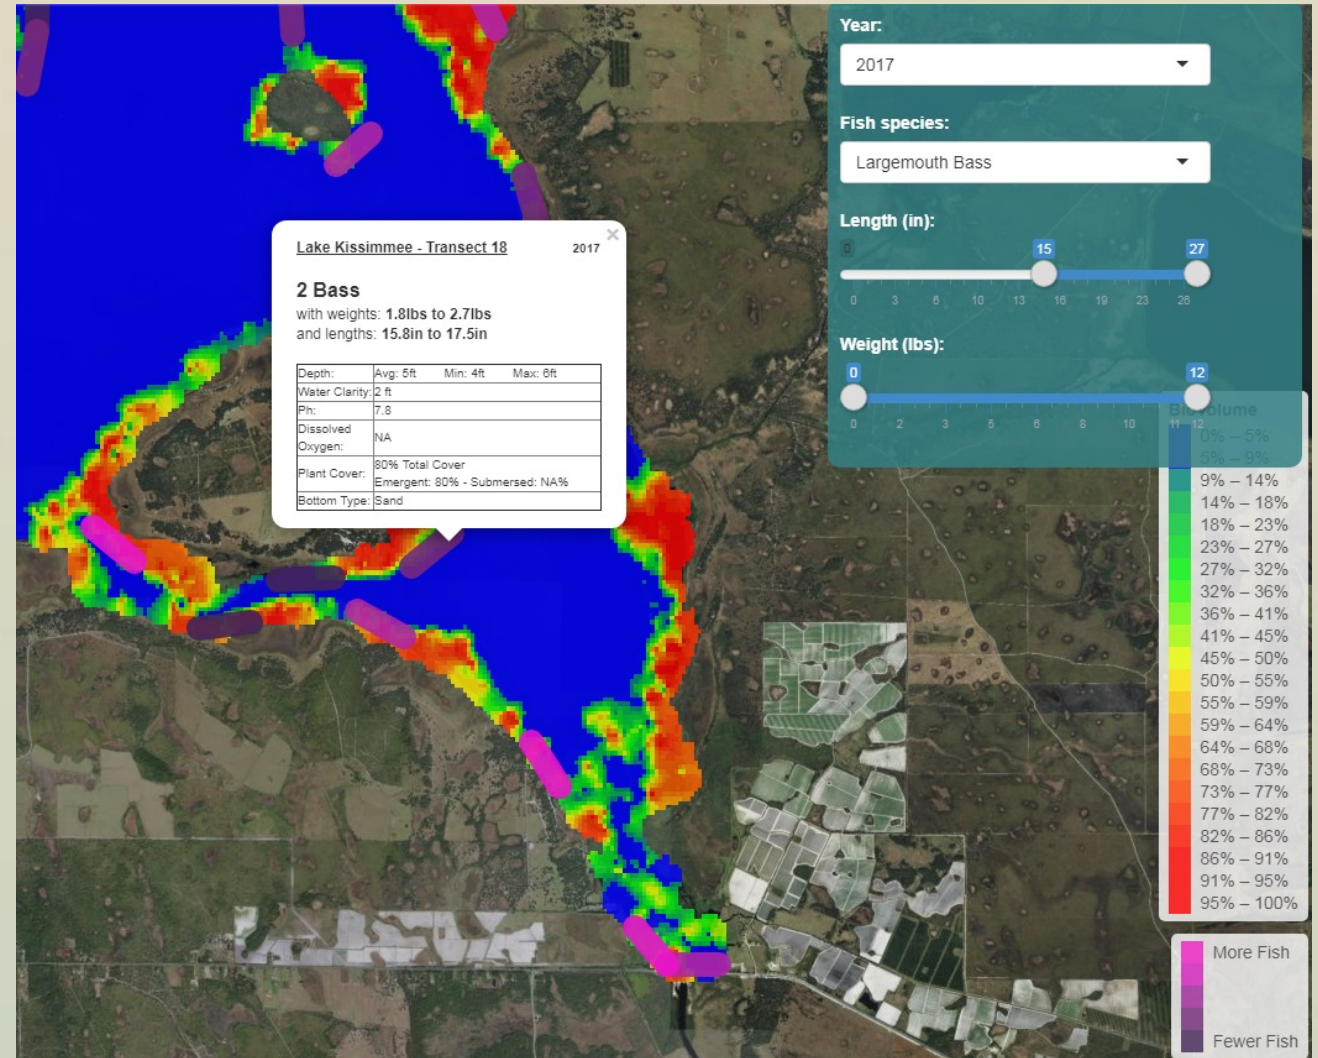 Year:
2017
Fish species:
Largemouth Bass
Length (in):
0 15 27
0 3 6 10 13 16 19 23 26
Weight (lbs):
0 12
0 2 3 5 6 8 10 11 12
Lake Kissimmee - Transect 18 2017
×
2 Bass
with weights: 1.8lbs to 2.7lbs
and lengths: 15.8in to 17.5in
Depth: Avg: 5ft Min: 4ft Max: 6ft
Water Clarity: 2 ft
Ph: 7.8
Dissolved
Oxygen: NA
Plant Cover: 80% Total Cover
Emergent: 80% - Submersed: NA%
Bottom Type: Sand
BioVolume
0% – 5%
5% – 9%
9% – 14%
14% – 18%
18% – 23%
23% – 27%
27% – 32%
32% – 36%
36% – 41%
41% – 45%
45% – 50%
50% – 55%
55% – 59%
59% – 64%
64% – 68%
68% – 73%
73% – 77%
77% – 82%
82% – 86%
86% – 91%
91% – 95%
95% – 100%
More Fish
Fewer Fish